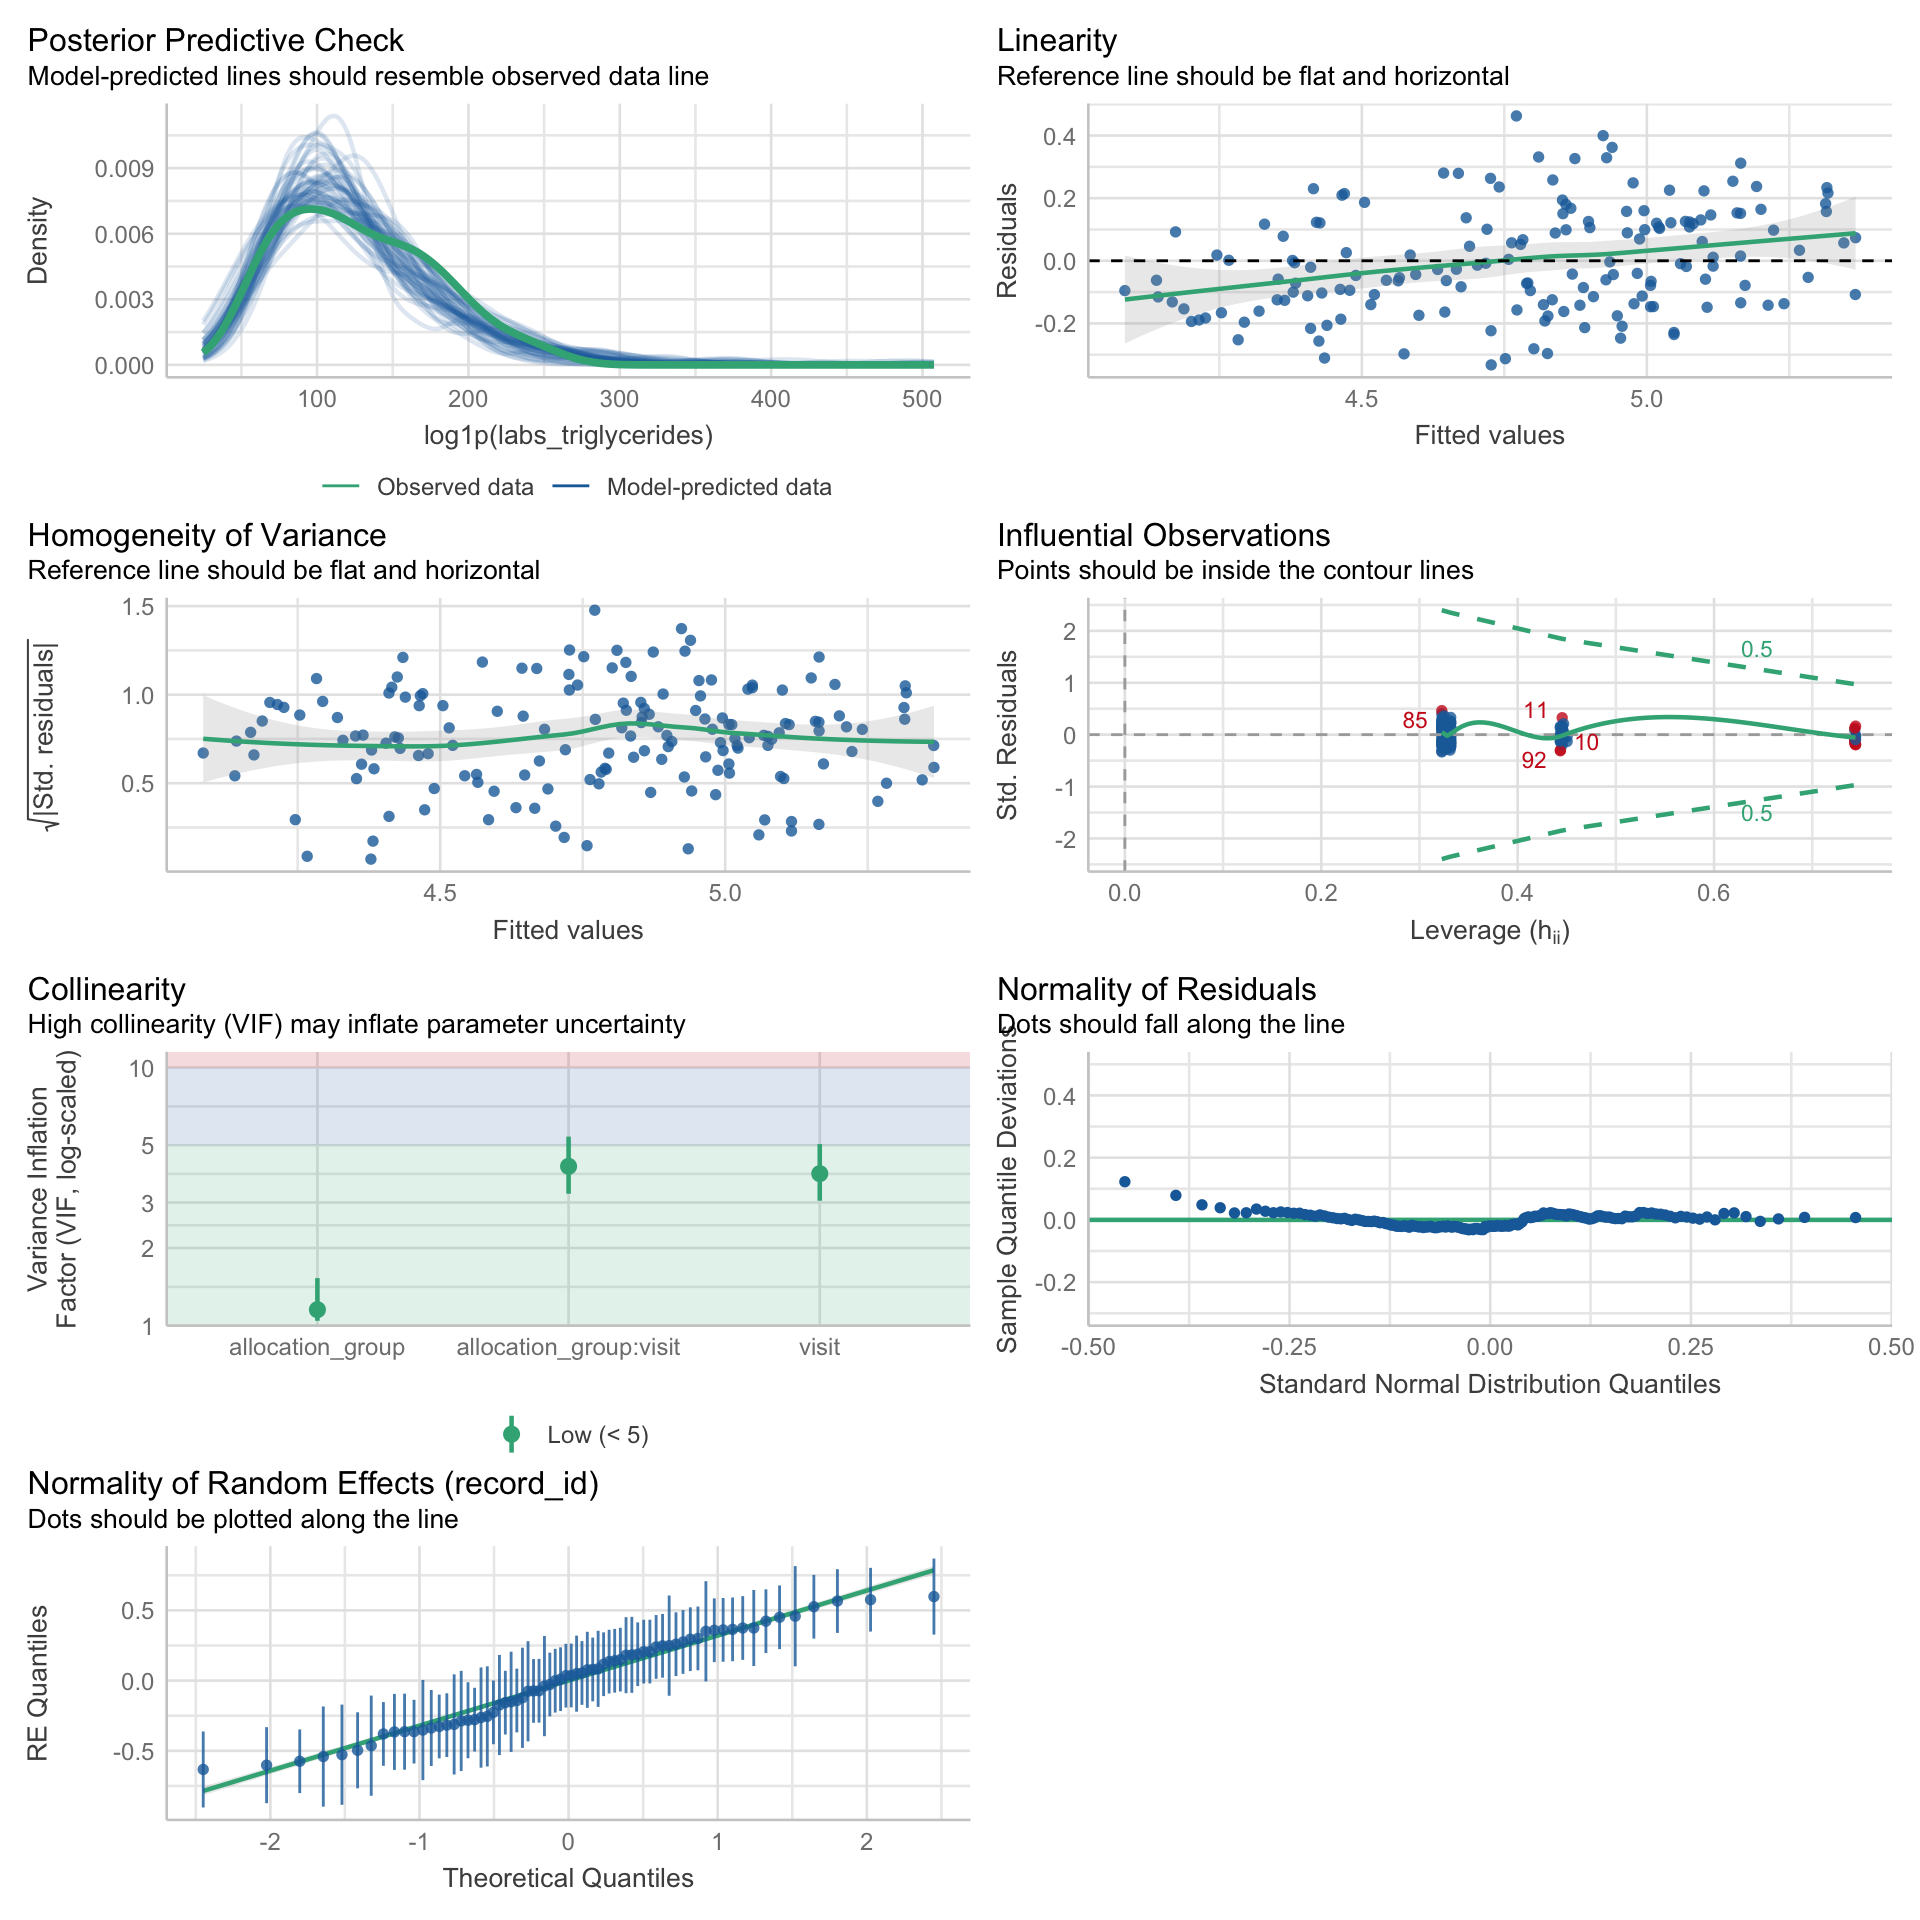 Posterior Predictive Check
Model-predicted lines should resemble observed data line
Density
0.009
0.006
0.003
0.000
100 200 300 400 500
log1p(labs_triglycerides)
Observed data Model-predicted data
Linearity
Reference line should be flat and horizontal
Residuals
0.4
0.2
0.0
-0.2
4.5 5.0
Fitted values
Homogeneity of Variance
Reference line should be flat and horizontal
√|Std. residuals|
1.5
1.0
0.5
4.5 5.0
Fitted values
Influential Observations
Points should be inside the contour lines
Std. Residuals
2
1
0
-1
-2
0.5
85
11
10
92
0.5
0.0 0.2 0.4 0.6
Leverage (hii)
Collinearity
High collinearity (VIF) may inflate parameter uncertainty
Variance Inflation
Factor (VIF, log-scaled)
10
5
3
2
1
allocation_group allocation_group:visit visit
Low (< 5)
Normality of Residuals
Dots should fall along the line
Sample Quantile Deviations
0.4
0.2
0.0
-0.2
-0.50 -0.25 0.00 0.25 0.50
Standard Normal Distribution Quantiles
Normality of Random Effects (record_id)
Dots should be plotted along the line
RE Quantiles
0.5
0.0
-0.5
-2 -1 0 1 2
Theoretical Quantiles